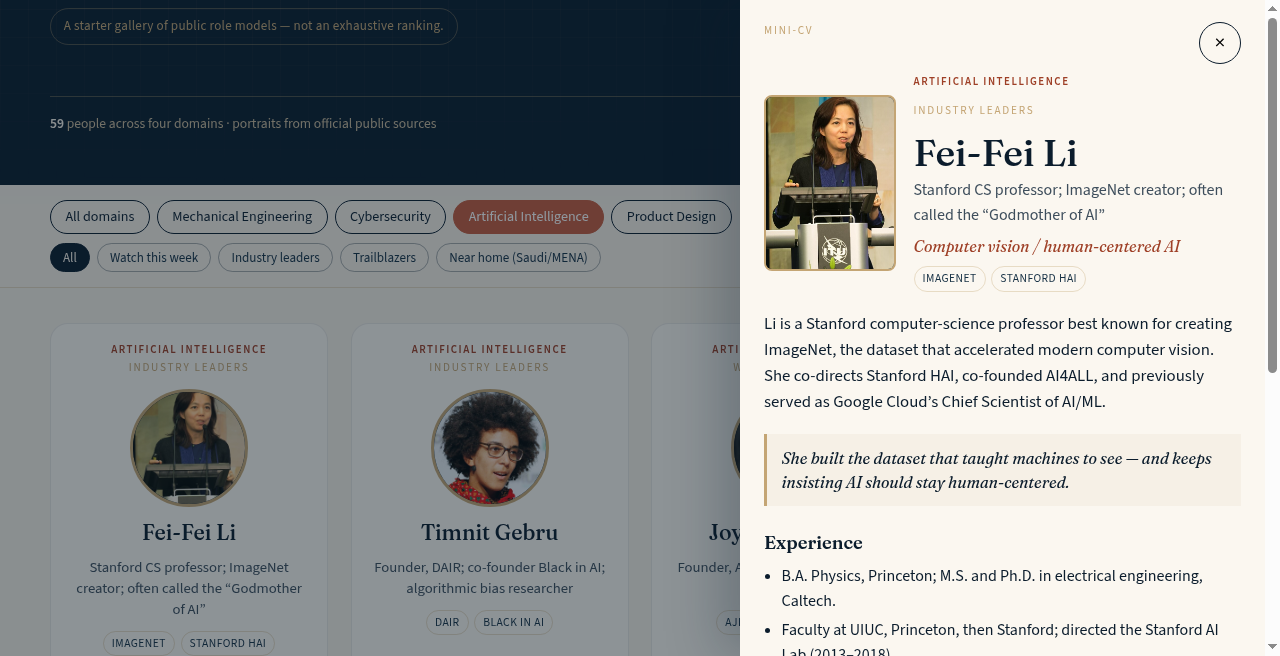 A starter gallery of public role models — not an exhaustive ranking.
59 people across four domains · portraits from official public sources
All domains
Mechanical Engineering
Cybersecurity
Artificial Intelligence
Product Design
All
Watch this week
Industry leaders
Trailblazers
Near home (Saudi/MENA)
ARTIFICIAL INTELLIGENCE
INDUSTRY LEADERS
Fei-Fei Li
Stanford CS professor; ImageNet
creator; often called the “Godmother
of AI”
IMAGENET
STANFORD HAI
ARTIFICIAL INTELLIGENCE
INDUSTRY LEADERS
Timnit Gebru
Founder, DAIR; co-founder Black in AI;
algorithmic bias researcher
DAIR
BLACK IN AI
ARTI
W
Joy
Founder, A
AJ
MINI-CV
×
ARTIFICIAL INTELLIGENCE
INDUSTRY LEADERS
Fei-Fei Li
Stanford CS professor; ImageNet creator; often
called the “Godmother of AI”
Computer vision / human-centered AI
IMAGENET
STANFORD HAI
Li is a Stanford computer-science professor best known for creating
ImageNet, the dataset that accelerated modern computer vision.
She co-directs Stanford HAI, co-founded AI4ALL, and previously
served as Google Cloud’s Chief Scientist of AI/ML.
She built the dataset that taught machines to see — and keeps
insisting AI should stay human-centered.
Experience
B.A. Physics, Princeton; M.S. and Ph.D. in electrical engineering,
Caltech.
Faculty at UIUC, Princeton, then Stanford; directed the Stanford AI
Lab (2013–2018).